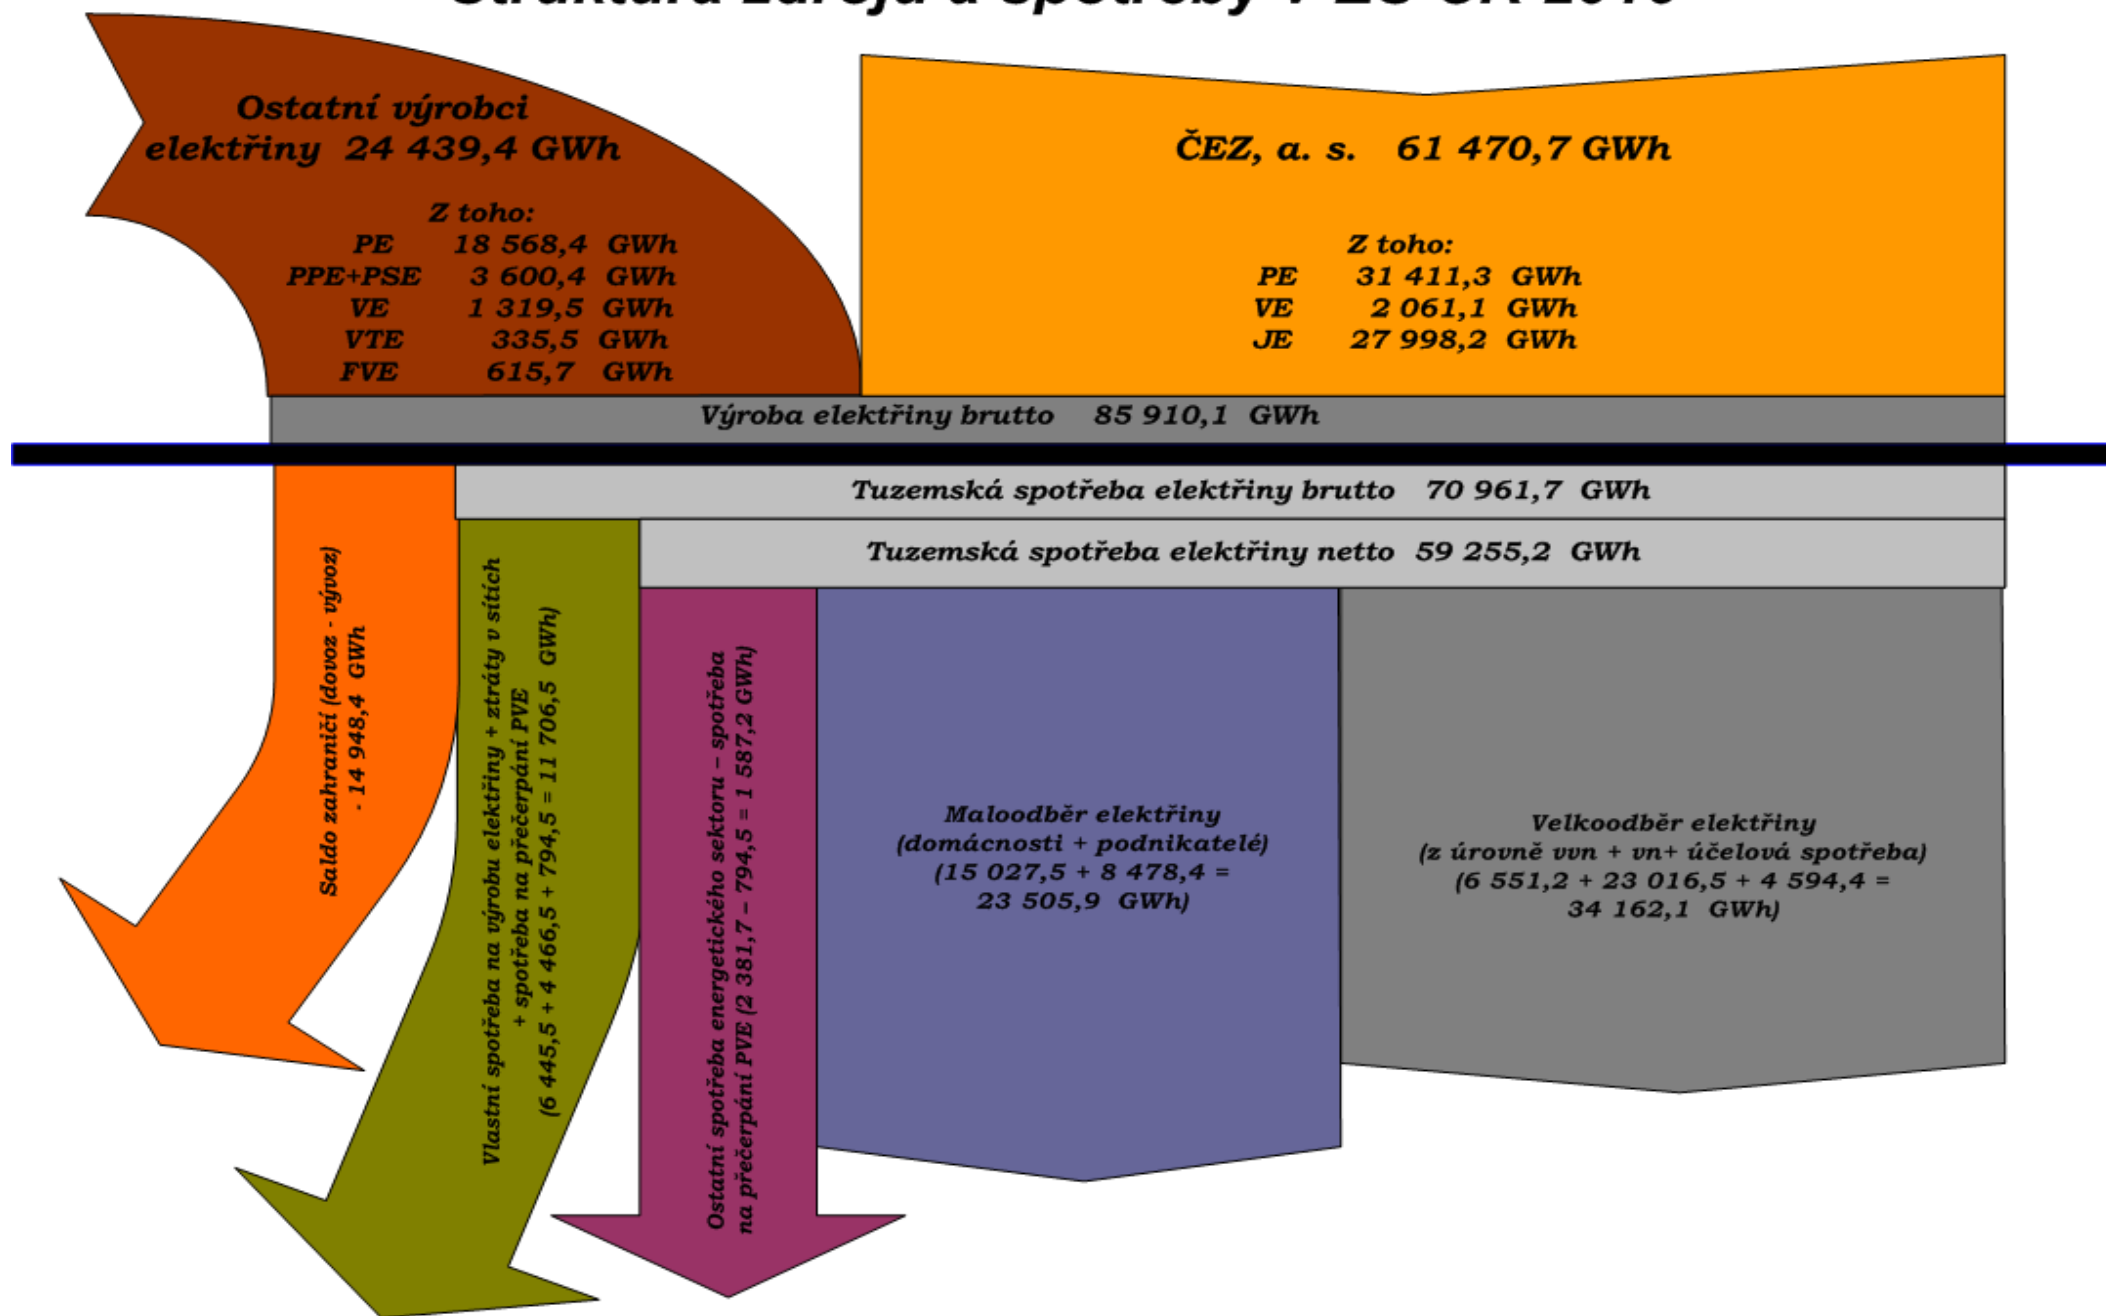 Ostatní výrobci
elektřiny 24 439,4 GWh
Z toho:
PE 18 568,4 GWh
PPE+PSE 3 600,4 GWh
VE 1 319,5 GWh
VTE 335,5 GWh
FVE 615,7 GWh
ČEZ, a. s. 61 470,7 GWh
Z toho:
PE 31 411,3 GWh
VE 2 061,1 GWh
JE 27 998,2 GWh
Výroba elektřiny brutto 85 910,1 GWh
Tuzemská spotřeba elektřiny brutto 70 961,7 GWh
Tuzemská spotřeba elektřiny netto 59 255,2 GWh
Saldo zahraničí (dovoz - vývoz)
- 14 948,4 GWh
Vlastní spotřeba na výrobu elektřiny + ztráty v sítích
+ spotřeba na přečerpání PVE
(6 445,5 + 4 466,5 + 794,5 = 11 706,5 GWh)
Ostatní spotřeba energetického sektoru – spotřeba
na přečerpání PVE (2 381,7 – 794,5 = 1 587,2 GWh)
Maloodběr elektřiny
(domácnosti + podnikatelé)
(15 027,5 + 8 478,4 =
23 505,9 GWh)
Velkoodběr elektřiny
(z úrovně vvn + vn+ účelová spotřeba)
(6 551,2 + 23 016,5 + 4 594,4 =
34 162,1 GWh)